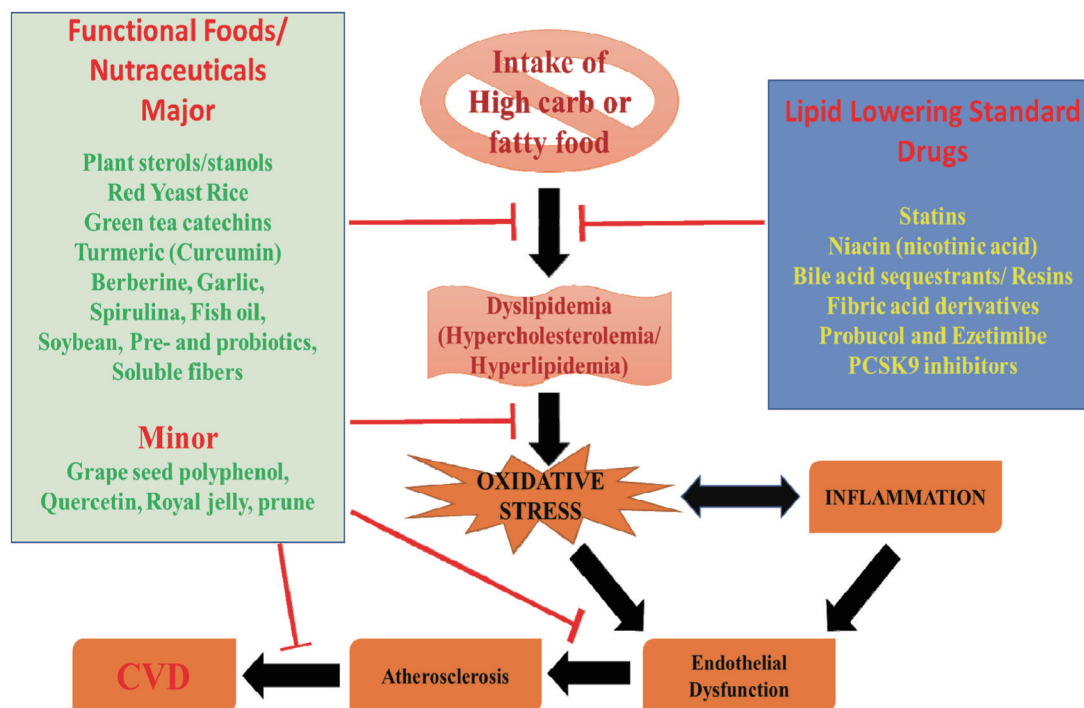 Functional Foods/
Nutraceuticals
Major
Plant sterols/stanols
Red Yeast Rice
Green tea catechins
Turmeric (Curcumin)
Berberine, Garlic,
Spirulina, Fish oil,
Soybean, Pre- and probiotics,
Soluble fibers
Minor
Grape seed polyphenol,
Quercetin, Royal jelly, prune
Intake of
High carb or
fatty food
Lipid Lowering Standard
Drugs
Statins
Niacin (nicotinic acid)
Bile acid sequestrants/ Resins
Fibric acid derivatives
Probucol and Ezetimibe
PCSK9 inhibitors
Dyslipidemia
(Hypercholesterolemia/
Hyperlipidemia)
OXIDATIVE
STRESS
INFLAMMATION
CVD
Atherosclerosis
Endothelial
Dysfunction